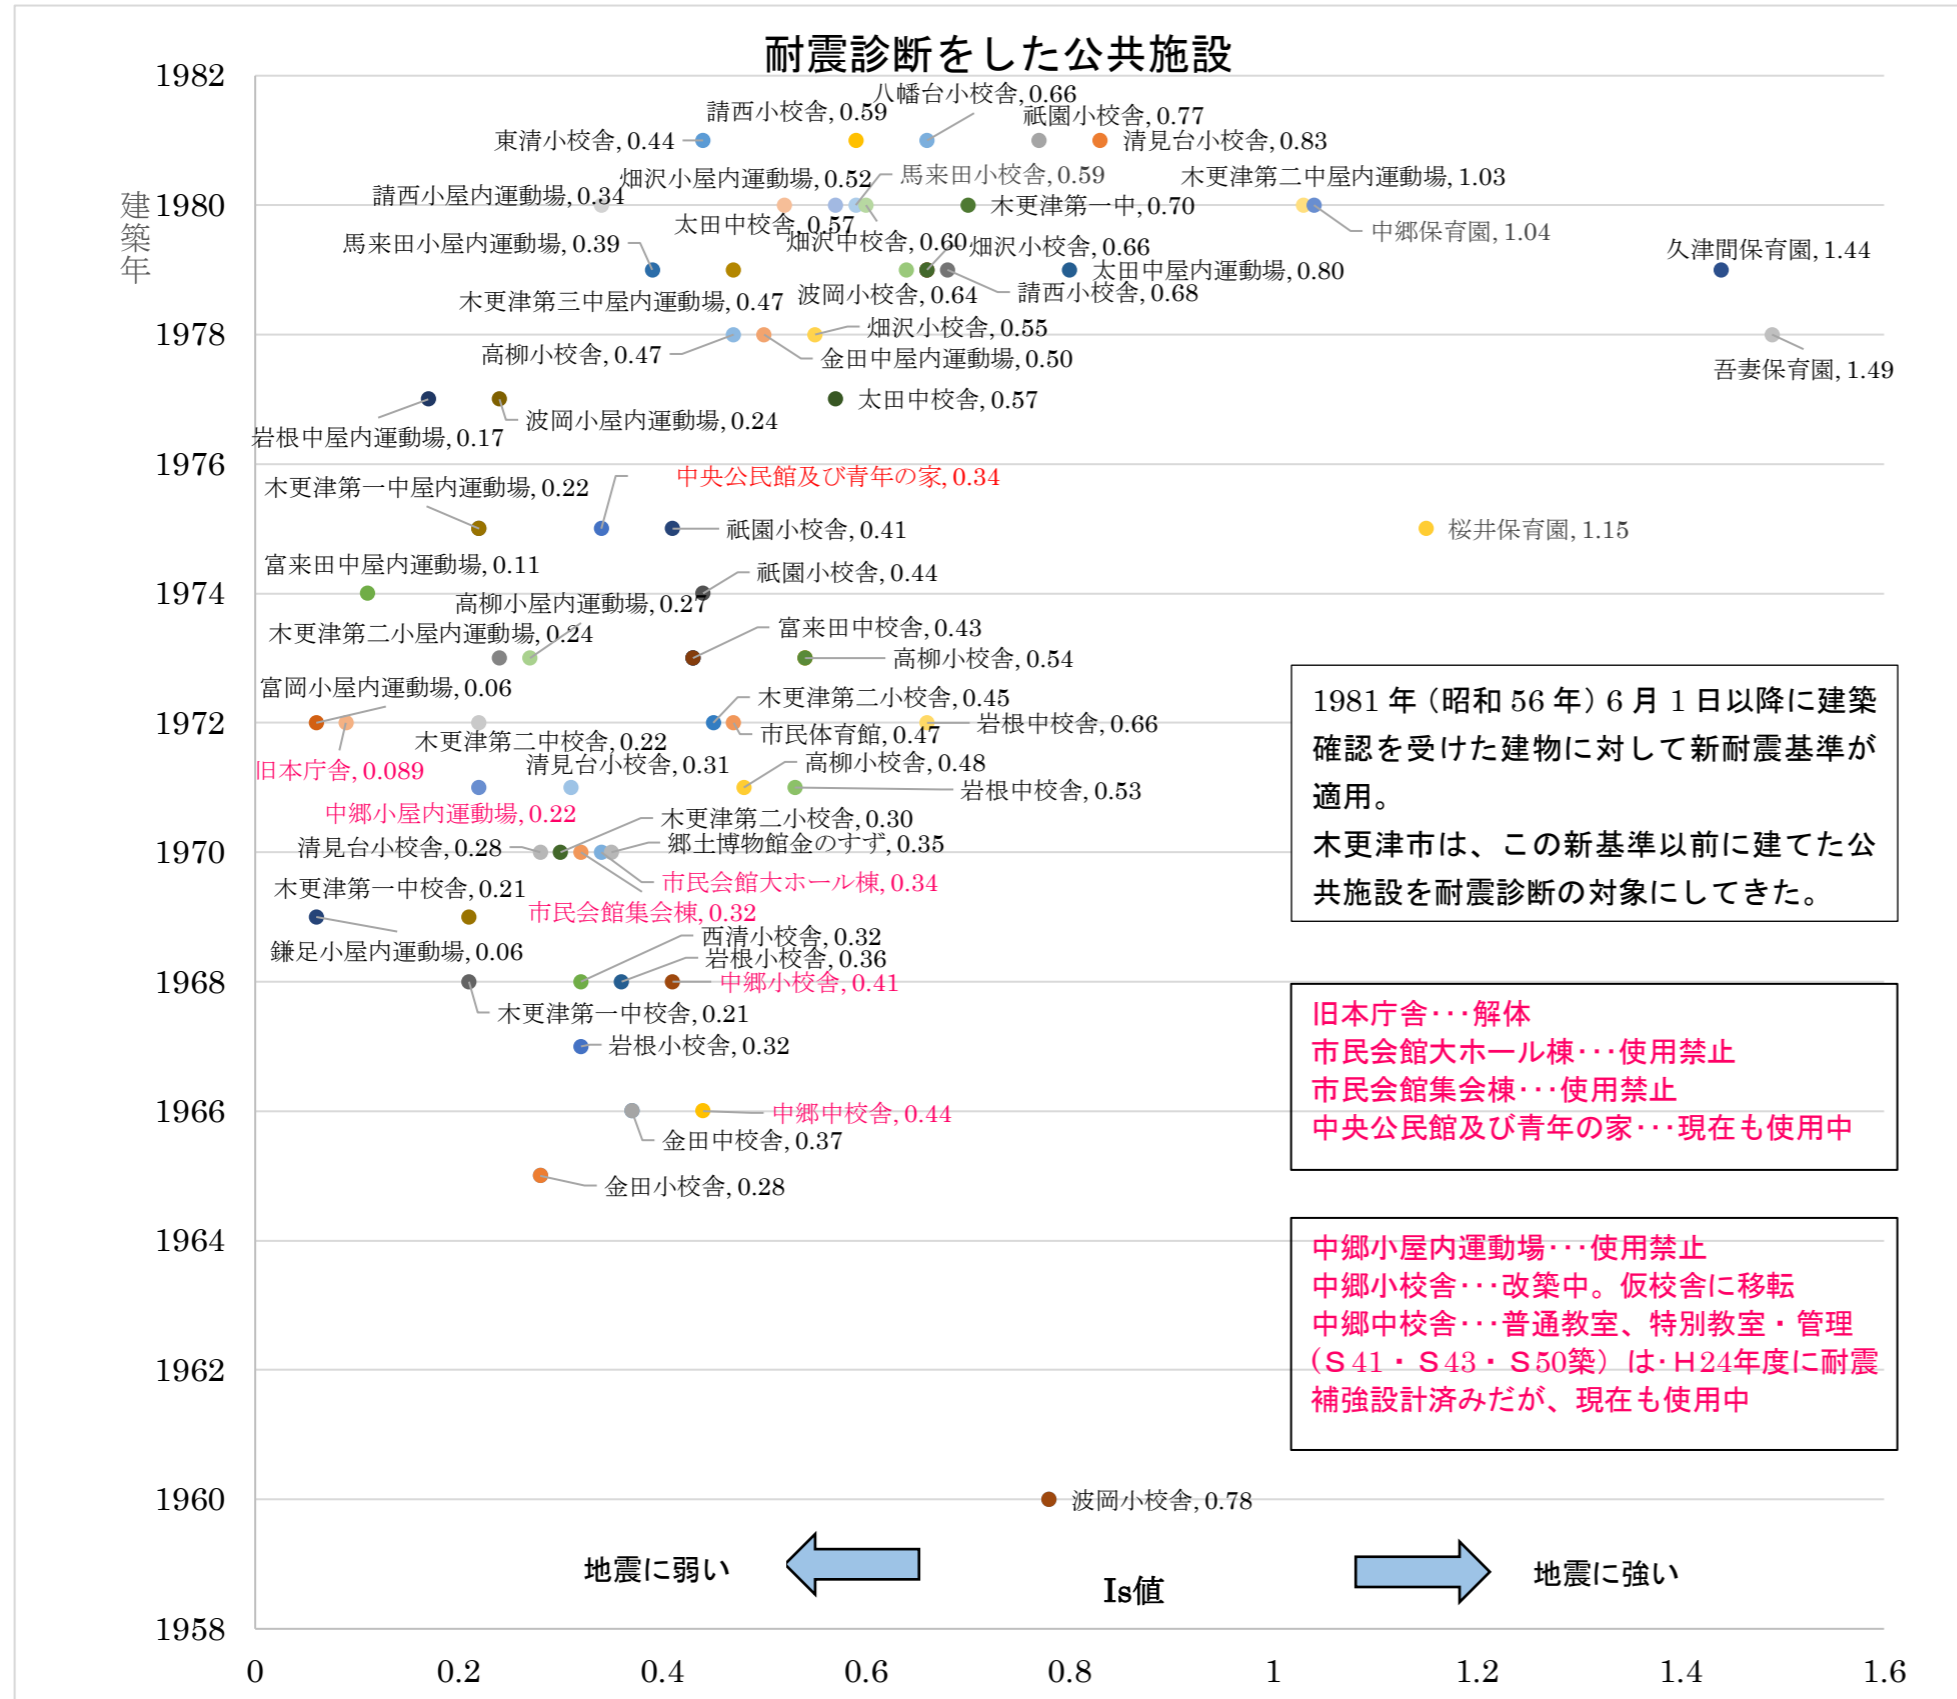 耐震診断をした公共施設
建築年
1982
1980
1978
1976
1974
1972
1970
1968
1966
1964
1962
1960
1958
八幡台小校舎, 0.66
請西小校舎, 0.59
祇園小校舎, 0.77
東清小校舎, 0.44
清見台小校舎, 0.83
畑沢小屋内運動場, 0.52
馬来田小校舎, 0.59
木更津第二中屋内運動場, 1.03
請西小屋内運動場, 0.34
木更津第一中, 0.70
太田中校舎, 0.57
中郷保育園, 1.04
馬来田小屋内運動場, 0.39
畑沢中校舎, 0.60
畑沢小校舎, 0.66
久津間保育園, 1.44
太田中屋内運動場, 0.80
木更津第三中屋内運動場, 0.47
波岡小校舎, 0.64
請西小校舎, 0.68
畑沢小校舎, 0.55
高柳小校舎, 0.47
金田中屋内運動場, 0.50
吾妻保育園, 1.49
太田中校舎, 0.57
波岡小屋内運動場, 0.24
岩根中屋内運動場, 0.17
中央公民館及び青年の家, 0.34
木更津第一中屋内運動場, 0.22
祇園小校舎, 0.41
桜井保育園, 1.15
富来田中屋内運動場, 0.11
祇園小校舎, 0.44
高柳小屋内運動場, 0.27
木更津第二小屋内運動場, 0.24
富来田中校舎, 0.43
高柳小校舎, 0.54
富岡小屋内運動場, 0.06
木更津第二小校舎, 0.45
市民体育館, 0.47
岩根中校舎, 0.66
木更津第二中校舎, 0.22
旧本庁舎, 0.089
清見台小校舎, 0.31
高柳小校舎, 0.48
岩根中校舎, 0.53
中郷小屋内運動場, 0.22
木更津第二小校舎, 0.30
清見台小校舎, 0.28
郷土博物館金のすず, 0.35
市民会館大ホール棟, 0.34
木更津第一中校舎, 0.21
市民会館集会棟, 0.32
西清小校舎, 0.32
鎌足小屋内運動場, 0.06
岩根小校舎, 0.36
中郷小校舎, 0.41
木更津第一中校舎, 0.21
岩根小校舎, 0.32
中郷中校舎, 0.44
金田中校舎, 0.37
金田小校舎, 0.28
波岡小校舎, 0.78
1981 年（昭和 56 年）6 月 1 日以降に建築
確認を受けた建物に対して新耐震基準が
適用。
木更津市は、この新基準以前に建てた公
共施設を耐震診断の対象にしてきた。
旧本庁舎･･･解体
市民会館大ホール棟･･･使用禁止
市民会館集会棟･･･使用禁止
中央公民館及び青年の家･･･現在も使用中
中郷小屋内運動場･･･使用禁止
中郷小校舎･･･改築中。仮校舎に移転
中郷中校舎･･･普通教室、特別教室・管理
（Ｓ41・Ｓ43・Ｓ50築）は･Ｈ24年度に耐震
補強設計済みだが、現在も使用中
地震に弱い
Is値
地震に強い
0
0.2
0.4
0.6
0.8
1
1.2
1.4
1.6